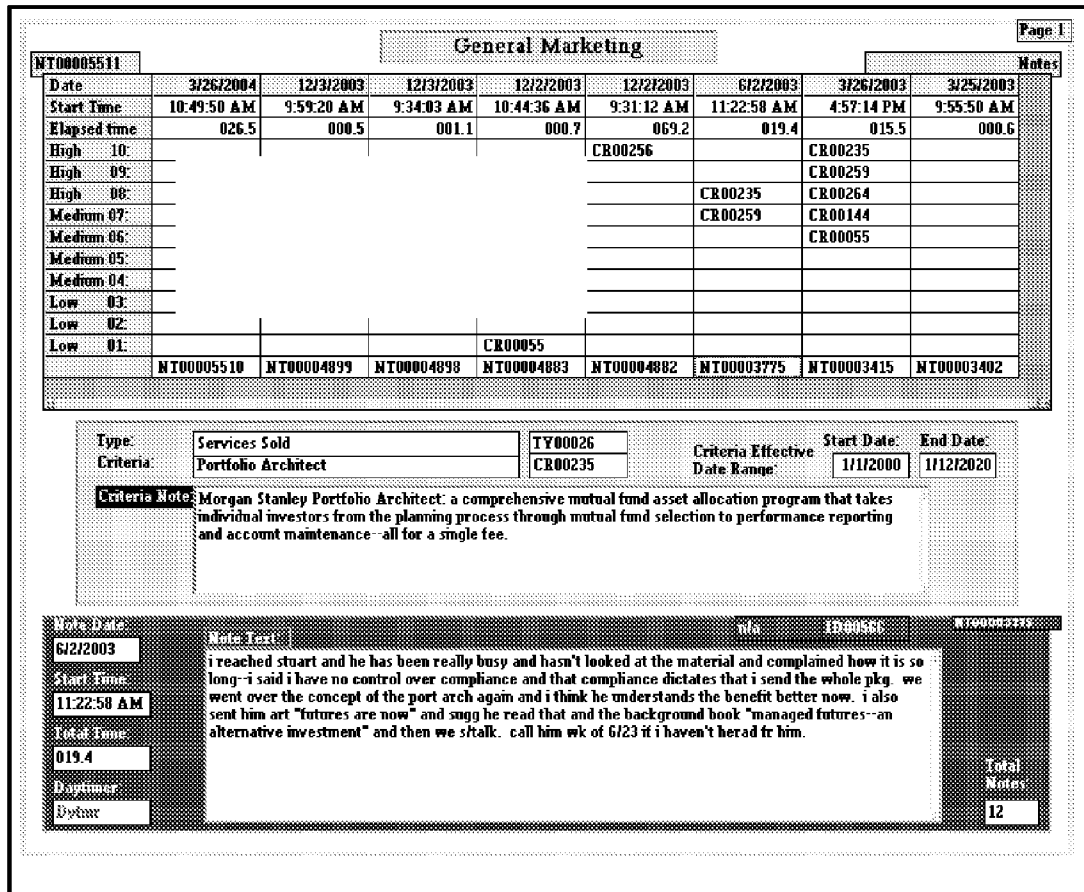 Page 1
General Marketing
NT00005511
Notes
Date 3/26/2004 12/3/2003 12/3/2003 12/2/2003 12/2/2003 6/2/2003 3/26/2003 3/25/2003
Start Time 10:49:50 AM 9:59:20 AM 9:34:03 AM 10:44:36 AM 9:31:12 AM 11:22:58 AM 4:57:14 PM 9:55:50 AM
Elapsed time 026.5 000.5 001.1 000.7 069.2 019.4 015.5 000.6
High 10: CR00256 CR00235
High 09: CR00259
High 08: CR00235 CR00264
Medium 07: CR00259 CR00144
Medium 06: CR00055
Medium 05:
Medium 04:
Low 03:
Low 02:
Low 01: CR00055
NT00005510 NT00004899 NT00004898 NT00004883 NT00004882 NT00003775 NT00003415 NT00003402
Type: Services Sold TY00026 Criteria Effective Date Range: Start Date: End Date:
Criteria: Portfolio Architect CR00235 1/1/2000 1/12/2020
Criteria Note: Morgan Stanley Portfolio Architect: a comprehensive mutual fund asset allocation program that takes
individual investors from the planning process through mutual fund selection to performance reporting
and account maintenance--all for a single fee.
Note Date:
6/2/2003
Note Text:
n/a ID00566 NT00003775
i reached stuart and he has been really busy and hasn't looked at the material and complained how it is so
long--i said i have no control over compliance and that compliance dictates that i send the whole pkg. we
went over the concept of the port arch again and i think he understands the benefit better now. i also
sent him art "futures are now" and sugg he read that and the background book "managed futures--an
alternative investment" and then we s/talk. call him wk of 6/23 if i haven't herad fr him.
Start Time:
11:22:58 AM
Total Time:
019.4
Daytimer:
Dytmr
Total
Notes:
12